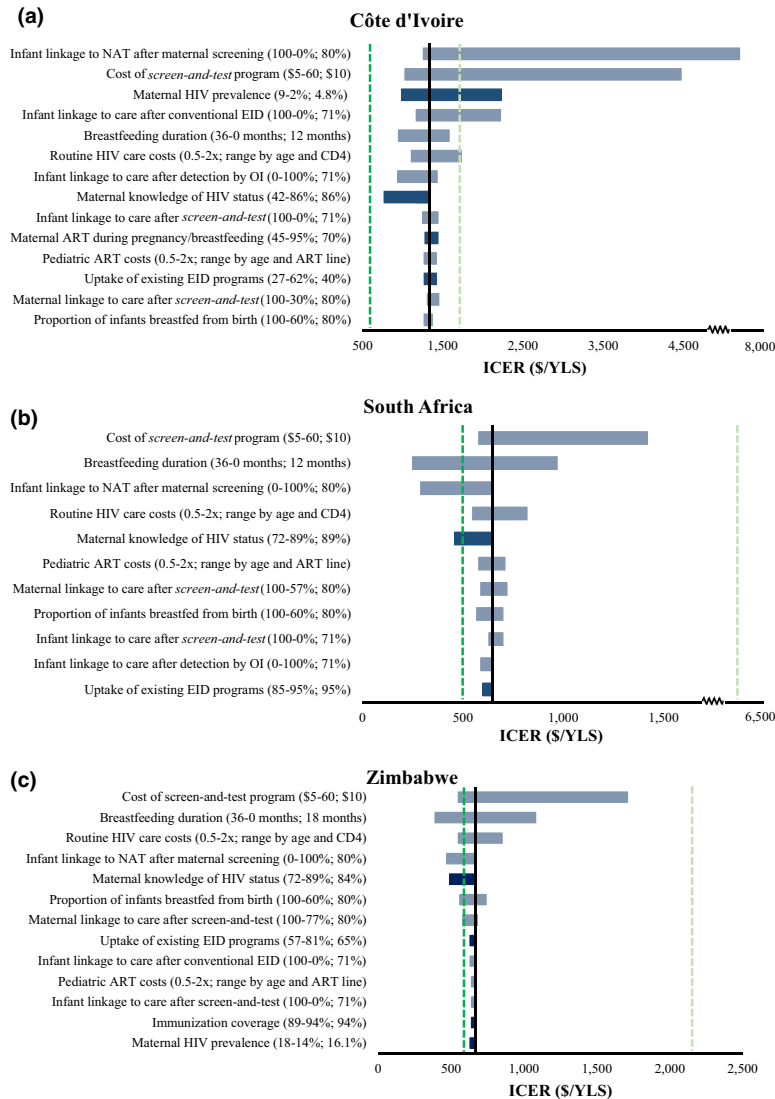 (a)
Côte d'Ivoire
Infant linkage to NAT after maternal screening (100-0%; 80%)
Cost of screen-and-test program ($5-60; $10)
Maternal HIV prevalence (9-2%; 4.8%)
Infant linkage to care after conventional EID (100-0%; 71%)
Breastfeeding duration (36-0 months; 12 months)
Routine HIV care costs (0.5-2x; range by age and CD4)
Infant linkage to care after detection by OI (0-100%; 71%)
Maternal knowledge of HIV status (42-86%; 86%)
Infant linkage to care after screen-and-test (100-0%; 71%)
Maternal ART during pregnancy/breastfeeding (45-95%; 70%)
Pediatric ART costs (0.5-2x; range by age and ART line)
Uptake of existing EID programs (27-62%; 40%)
Maternal linkage to care after screen-and-test (100-30%; 80%)
Proportion of infants breastfed from birth (100-60%; 80%)
500 1,500 2,500 3,500 4,500 8,000
ICER ($/YLS)
(b)
South Africa
Cost of screen-and-test program ($5-60; $10)
Breastfeeding duration (36-0 months; 12 months)
Infant linkage to NAT after maternal screening (0-100%; 80%)
Routine HIV care costs (0.5-2x; range by age and CD4)
Maternal knowledge of HIV status (72-89%; 89%)
Pediatric ART costs (0.5-2x; range by age and ART line)
Maternal linkage to care after screen-and-test (100-57%; 80%)
Proportion of infants breastfed from birth (100-60%; 80%)
Infant linkage to care after screen-and-test (100-0%; 71%)
Infant linkage to care after detection by OI (0-100%; 71%)
Uptake of existing EID programs (85-95%; 95%)
0 500 1,000 1,500 6,500
ICER ($/YLS)
(c)
Zimbabwe
Cost of screen-and-test program ($5-60; $10)
Breastfeeding duration (36-0 months; 18 months)
Routine HIV care costs (0.5-2x; range by age and CD4)
Infant linkage to NAT after maternal screening (0-100%; 80%)
Maternal knowledge of HIV status (72-89%; 84%)
Proportion of infants breastfed from birth (100-60%; 80%)
Maternal linkage to care after screen-and-test (100-77%; 80%)
Uptake of existing EID programs (57-81%; 65%)
Infant linkage to care after conventional EID (100-0%; 71%)
Pediatric ART costs (0.5-2x; range by age and ART line)
Infant linkage to care after screen-and-test (100-0%; 71%)
Immunization coverage (89-94%; 94%)
Maternal HIV prevalence (18-14%; 16.1%)
0 500 1,000 1,500 2,000 2,500
ICER ($/YLS)